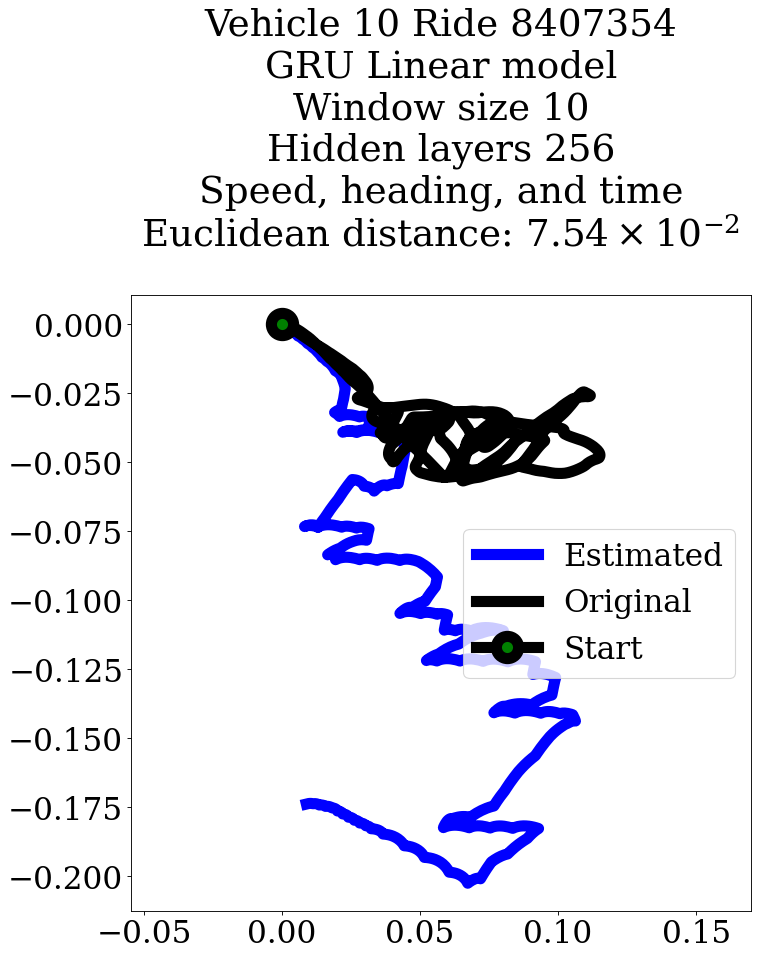 Vehicle 10 Ride 8407354
GRU Linear model
Window size 10
Hidden layers 256
Speed, heading, and time
Euclidean distance: 7.54 × 10⁻²
0.000
−0.025
−0.050
−0.075
−0.100
−0.125
−0.150
−0.175
−0.200
Estimated
Original
Start
−0.05 0.00 0.05 0.10 0.15